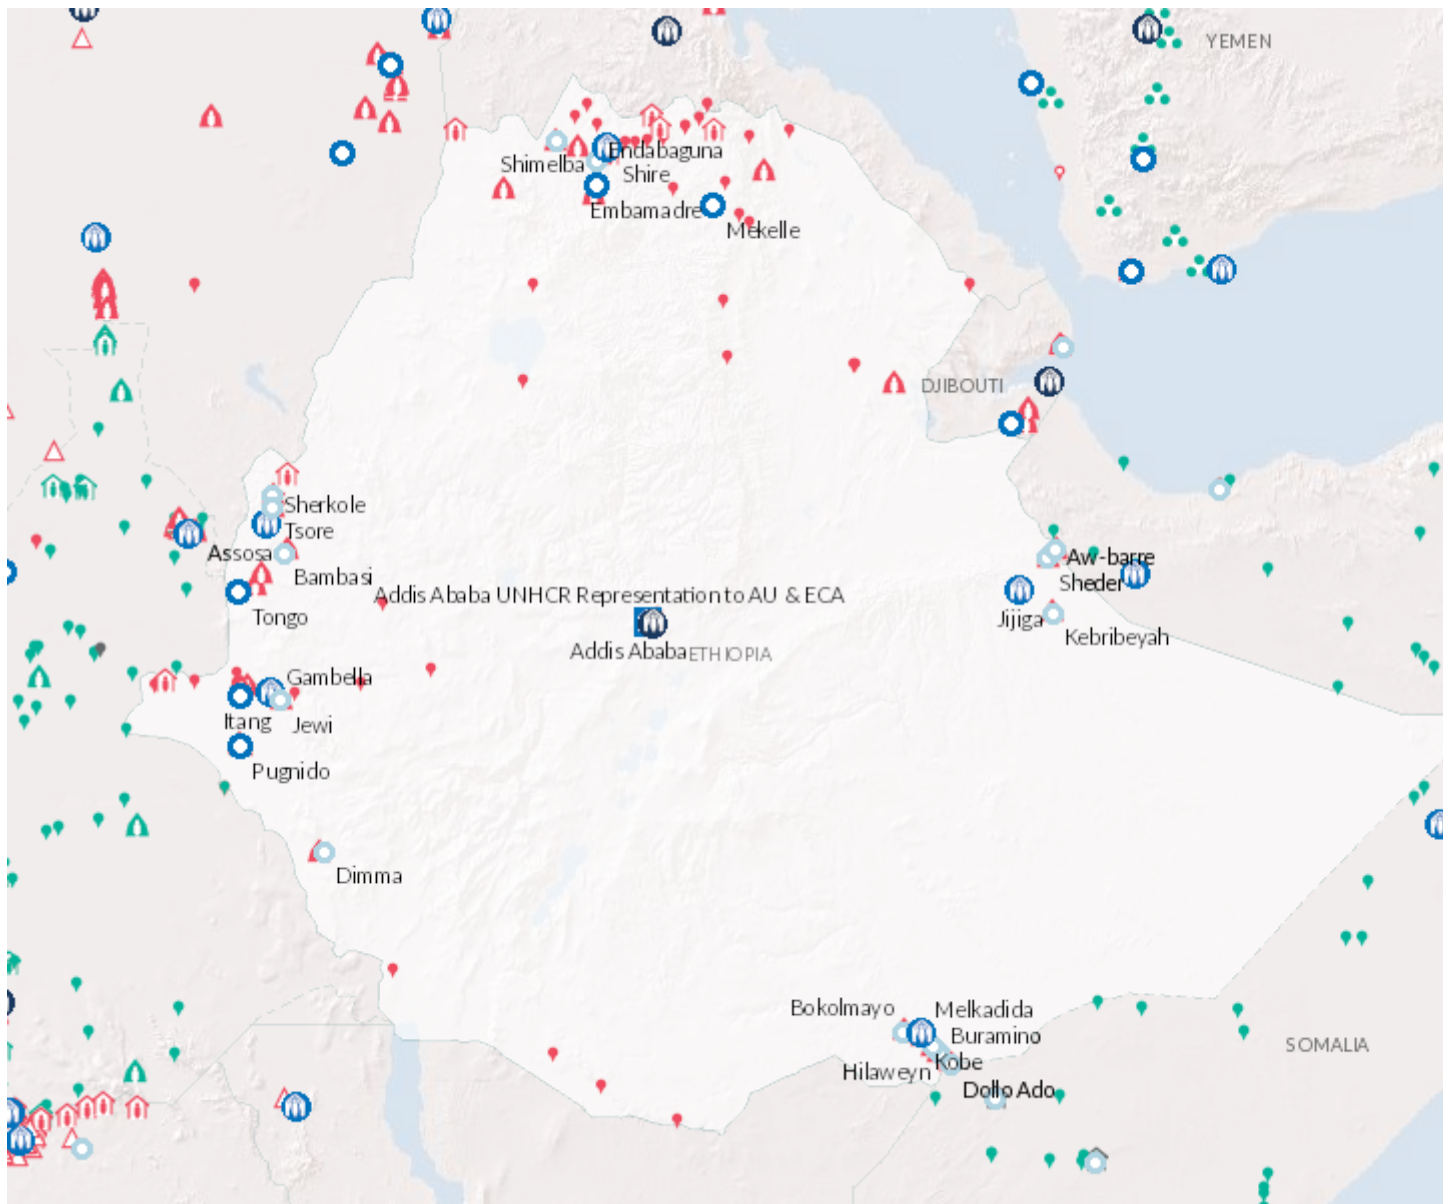 YEMEN
Endabaguna
Shimelba
Shire
Embamadre
Mekelle
DJIBOUTI
Sherkole
Tsore
Assosa
Bambasi
Aw-barre
Sheder
Addis Ababa UNHCR Representation to AU & ECA
Tongo
Jijiga
Kebribeyah
Addis Ababa
ETHIOPIA
Gambella
Itang
Jewi
Pugnido
Dimma
Bokolmayo
Melkadida
Buramino
SOMALIA
Kobe
Hilaweyn
Dollo Ado